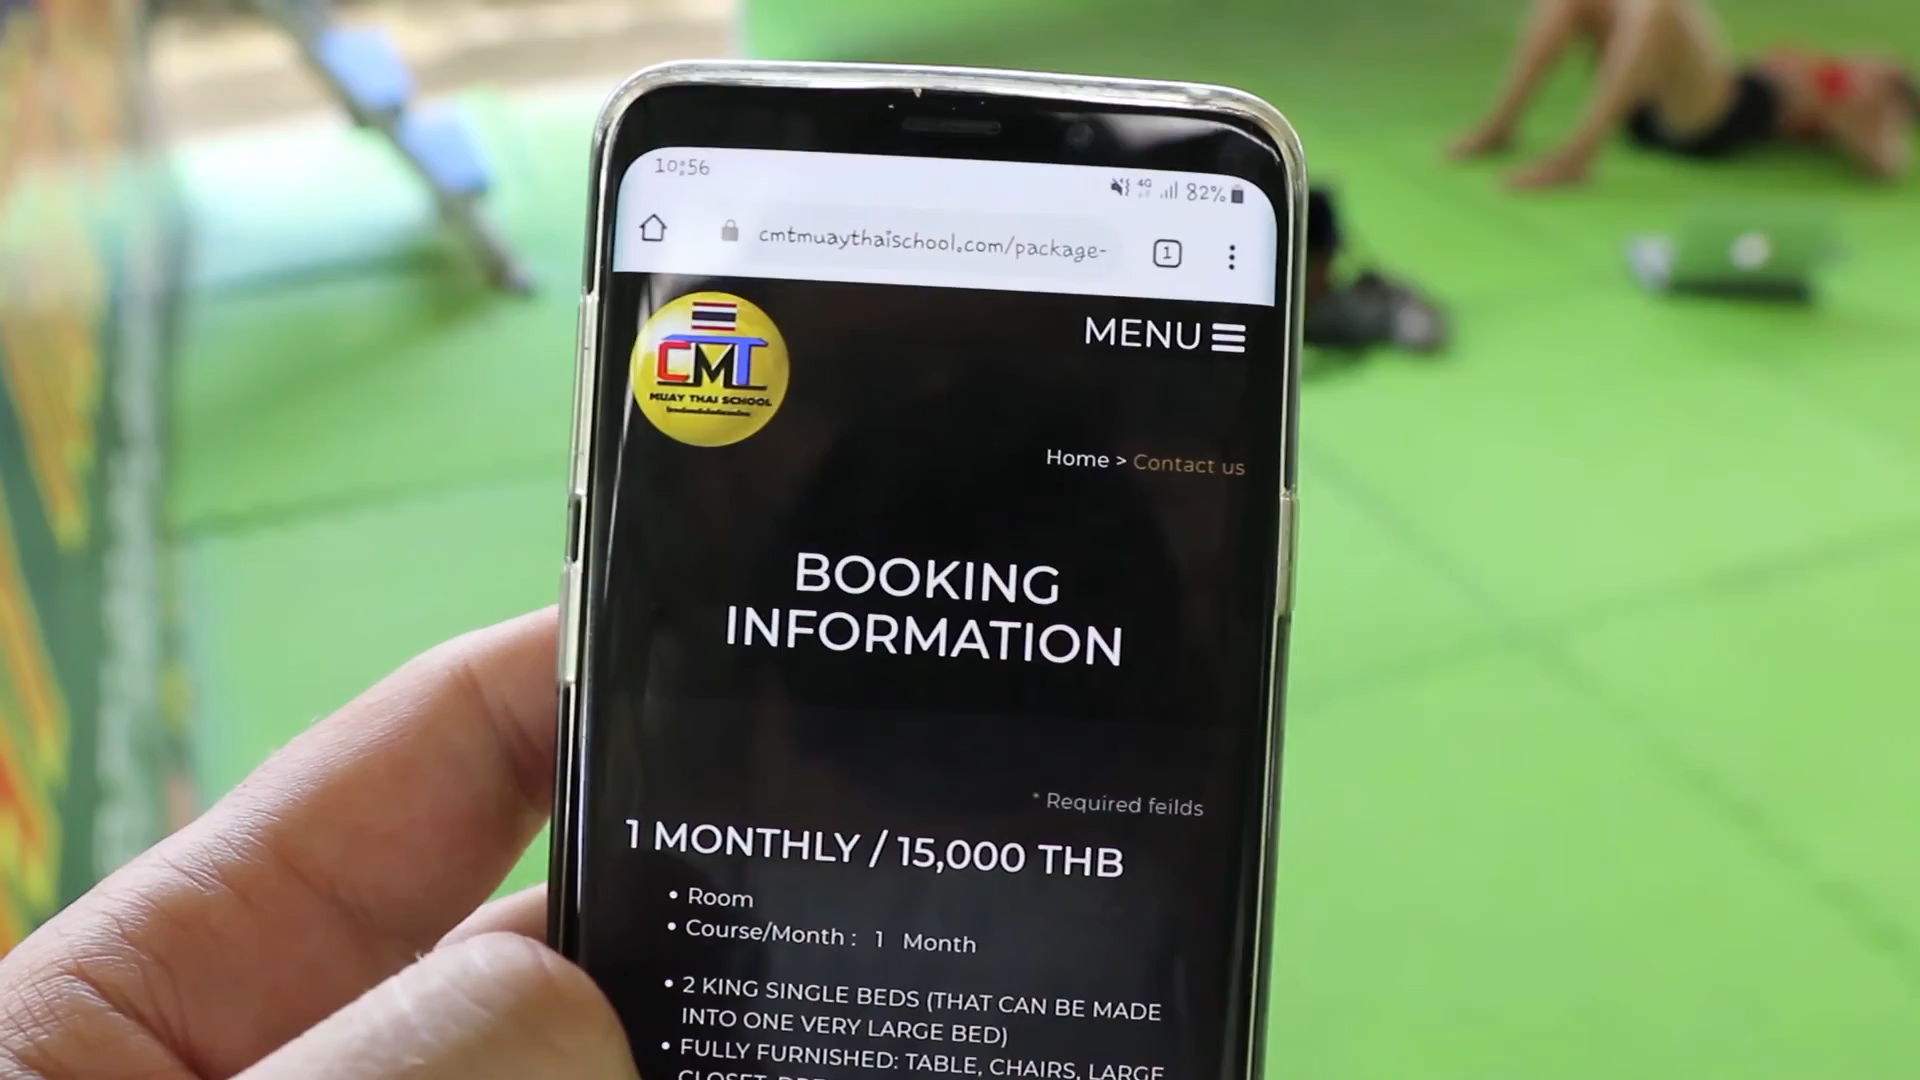 10:56
4G 82%
cmtmuaythaischool.com/package-
1
CMT
MUAY THAI SCHOOL
MENU
Home > Contact us
BOOKING
INFORMATION
* Required feilds
1 MONTHLY / 15,000 THB
• Room
• Course/Month : 1 Month
• 2 KING SINGLE BEDS (THAT CAN BE MADE
INTO ONE VERY LARGE BED)
• FULLY FURNISHED: TABLE, CHAIRS, LARGE
CLOSET,